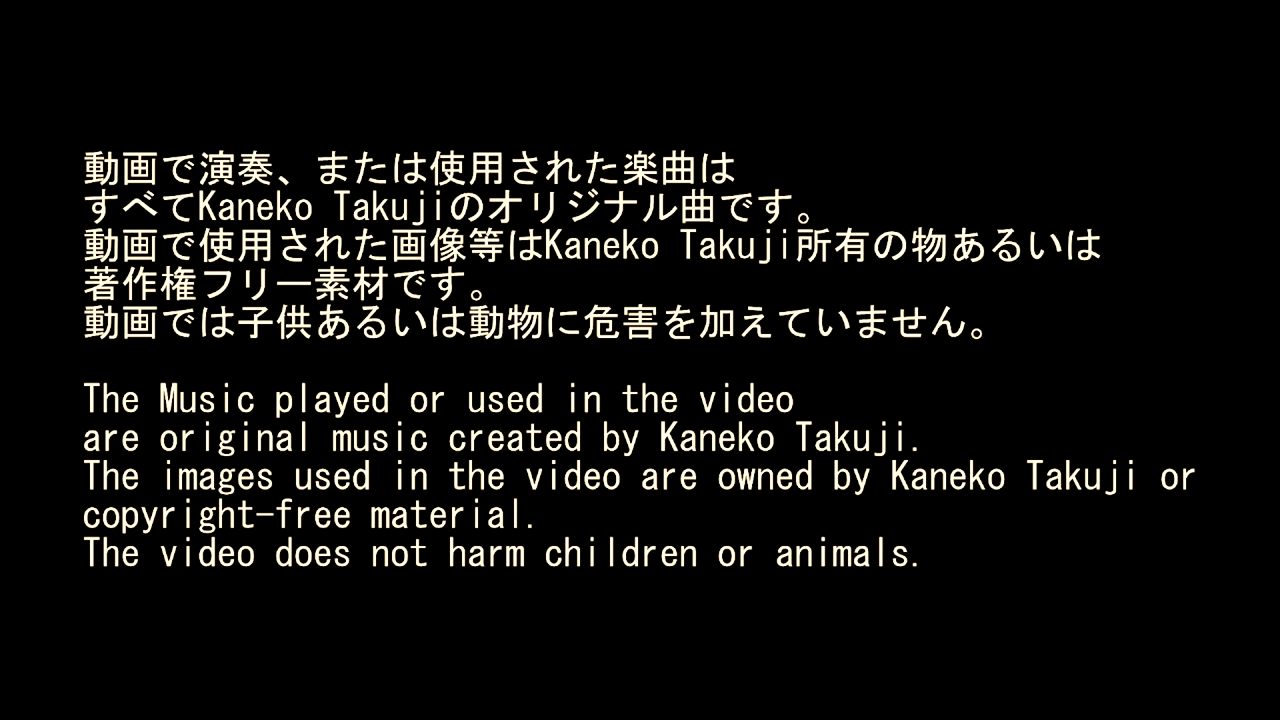 動画で演奏、または使用された楽曲は
すべてKaneko Takujiのオリジナル曲です。
動画で使用された画像等はKaneko Takuji所有の物あるいは
著作権フリー素材です。
動画では子供あるいは動物に危害を加えていません。
The Music played or used in the video
are original music created by Kaneko Takuji.
The images used in the video are owned by Kaneko Takuji or
copyright-free material.
The video does not harm children or animals.